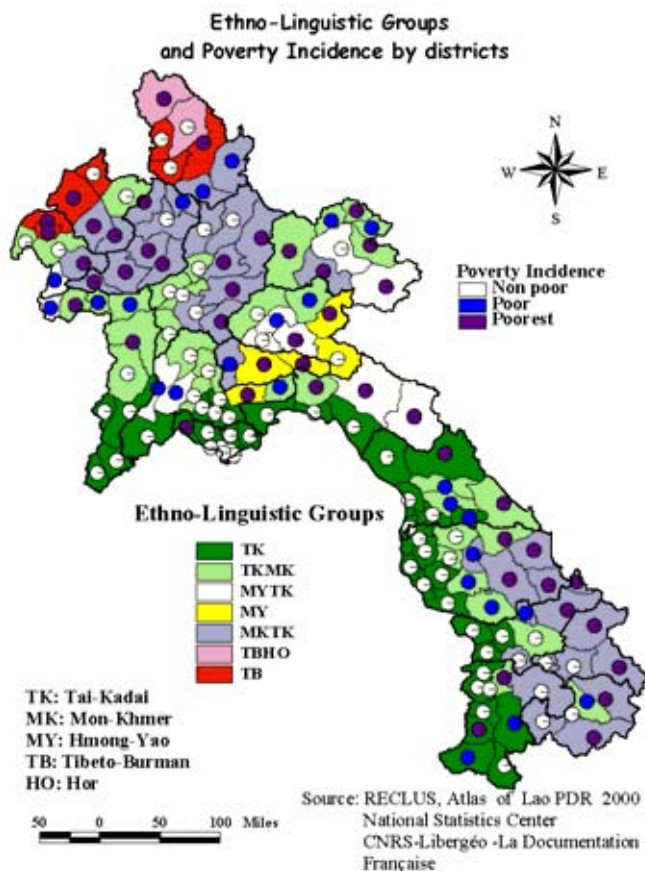 Ethno-Linguistic Groups
and Poverty Incidence by districts
N
W E
S
Poverty Incidence
Non poor
Poor
Poorest
Ethno-Linguistic Groups
TK
TKMK
MYTK
MY
MKTK
TBHO
TB
TK: Tai-Kadai
MK: Mon-Khmer
MY: Hmong-Yao
TB: Tibeto-Burman
HO: Hor
50 0 50 100 Miles
Source: RECLUS, Atlas of Lao PDR 2000
National Statistics Center
CNRS-Libergéo -La Documentation
Française